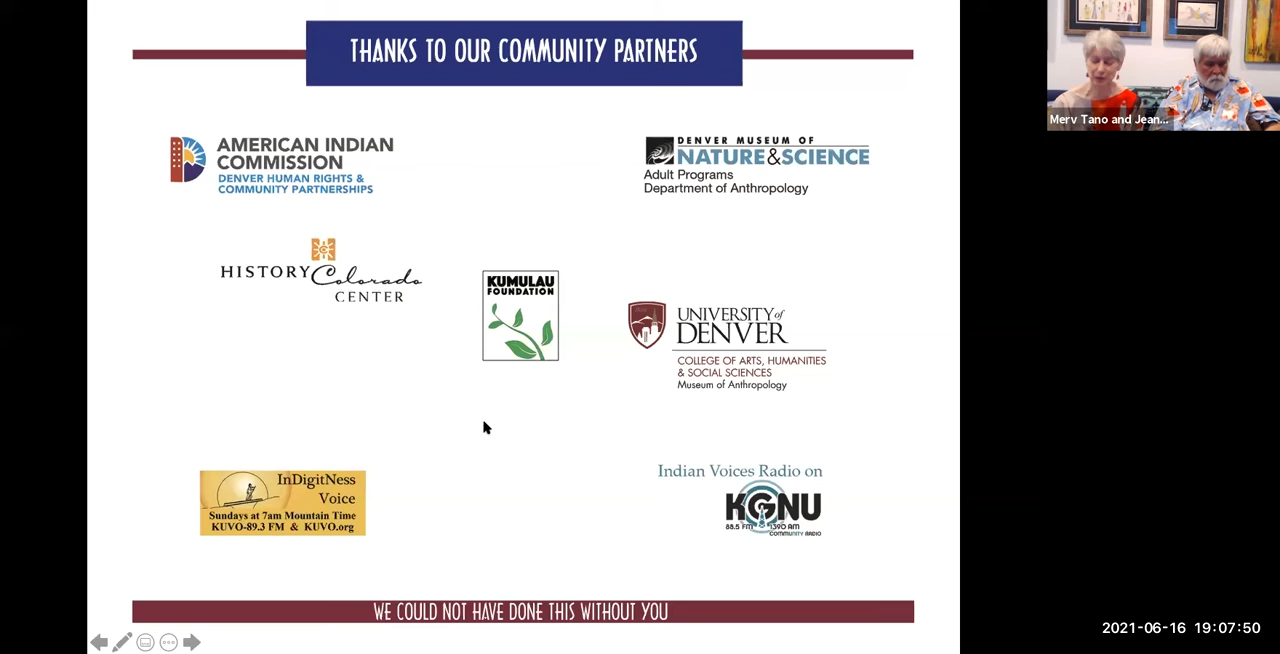 THANKS TO OUR COMMUNITY PARTNERS
Merv Tano and Jean...
AMERICAN INDIAN
COMMISSION
DENVER HUMAN RIGHTS &
COMMUNITY PARTNERSHIPS
DENVER MUSEUM OF
NATURE&SCIENCE
Adult Programs
Department of Anthropology
HISTORY Colorado
CENTER
KUMULAU
FOUNDATION
UNIVERSITY of
DENVER
COLLEGE OF ARTS, HUMANITIES
& SOCIAL SCIENCES
Museum of Anthropology
InDigitNess
Voice
Sundays at 7am Mountain Time
KUVO-89.3 FM & KUVO.org
Indian Voices Radio on
KGNU
88.5 FM 1390 AM
COMMUNITY RADIO
WE COULD NOT HAVE DONE THIS WITHOUT YOU
2021-06-16 19:07:50